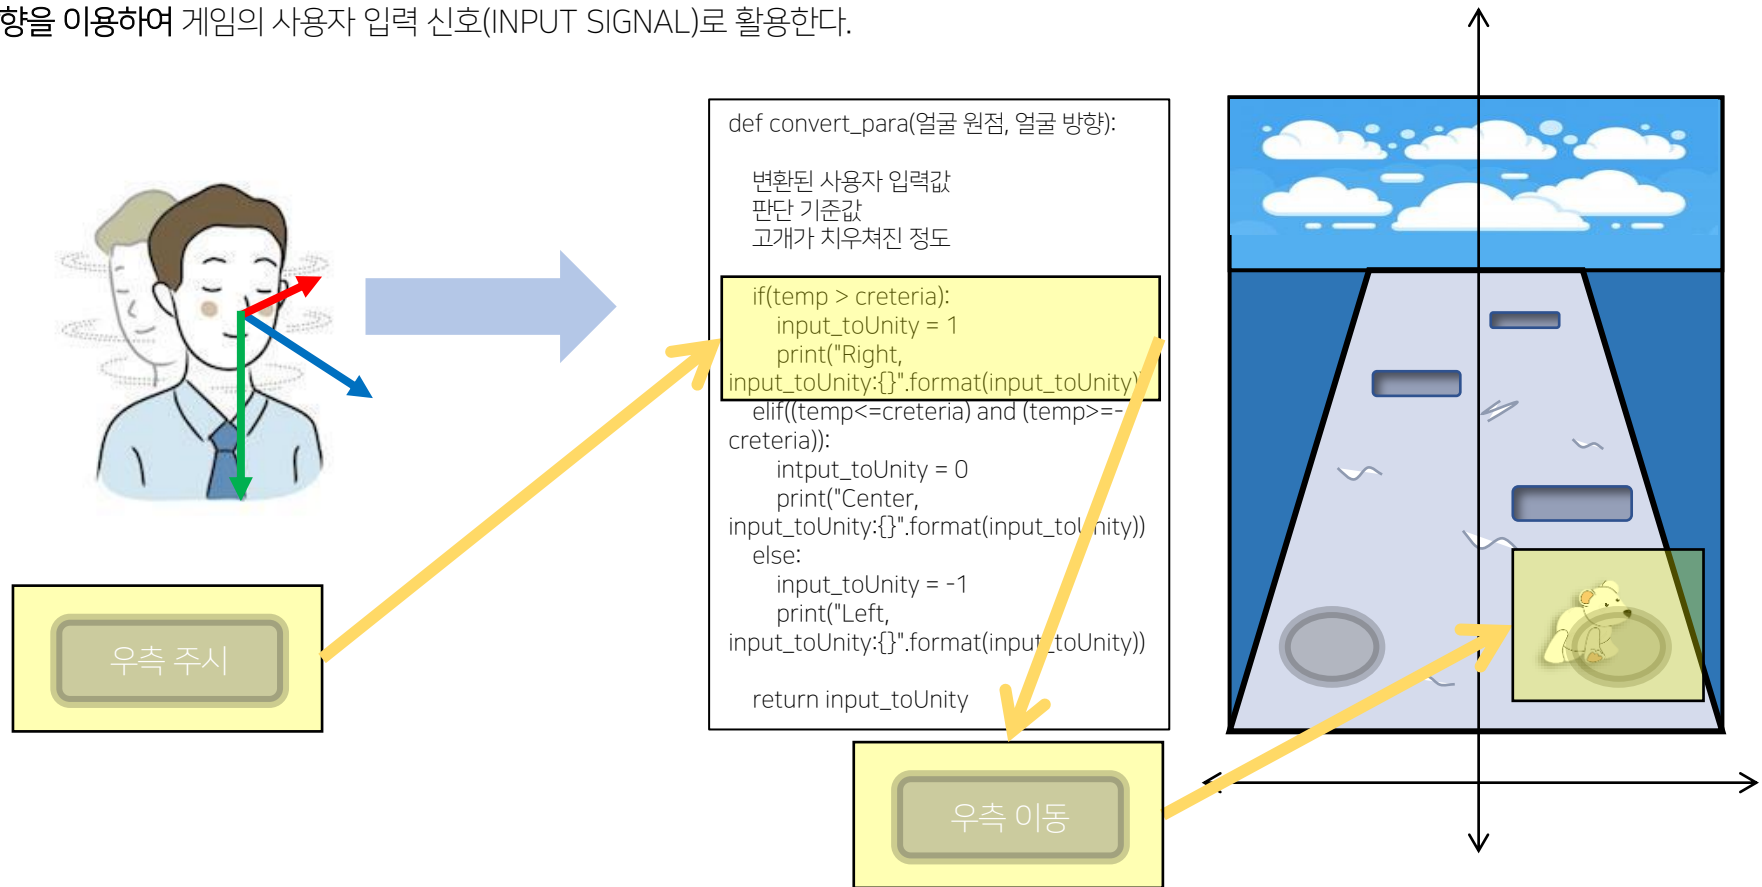 향을 이용하여 게임의 사용자 입력 신호(INPUT SIGNAL)로 활용한다.
def convert_para(얼굴 원점, 얼굴 방향):
변환된 사용자 입력값
판단 기준값
고개가 치우쳐진 정도
if(temp > creteria):
input_toUnity = 1
print("Right,
input_toUnity:{}".format(input_toUnity))
elif((temp<=creteria) and (temp>=-
creteria)):
intput_toUnity = 0
print("Center,
input_toUnity:{}".format(input_toUnity))
else:
input_toUnity = -1
print("Left,
input_toUnity:{}".format(input_toUnity))
return input_toUnity
우측 주시
우측 이동